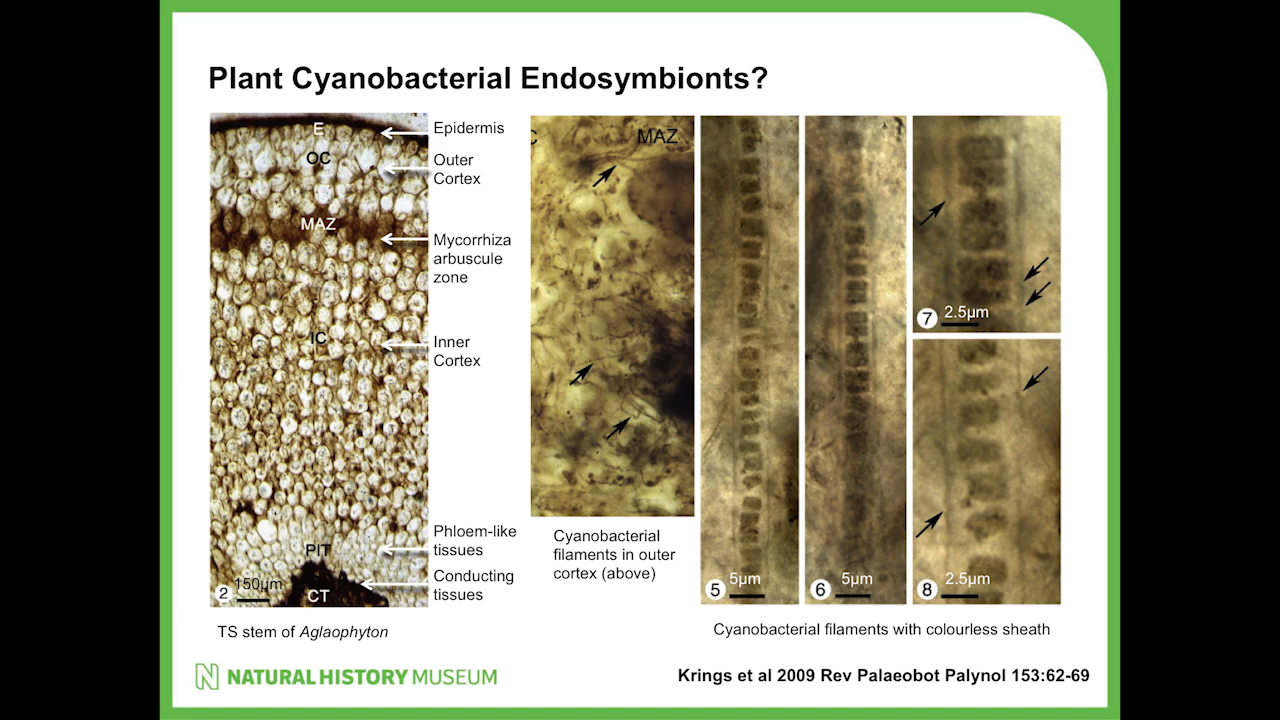 Plant Cyanobacterial Endosymbionts?
E
OC
MAZ
IC
PIT
CT
2
150µm
Epidermis
Outer
Cortex
Mycorrhiza
arbuscule
zone
Inner
Cortex
Phloem-like
tissues
Conducting
tissues
TS stem of Aglaophyton
C
MAZ
Cyanobacterial
filaments in outer
cortex (above)
5
5µm
6
5µm
7
2.5µm
8
2.5µm
Cyanobacterial filaments with colourless sheath
NATURAL HISTORY MUSEUM
Krings et al 2009 Rev Palaeobot Palynol 153:62-69